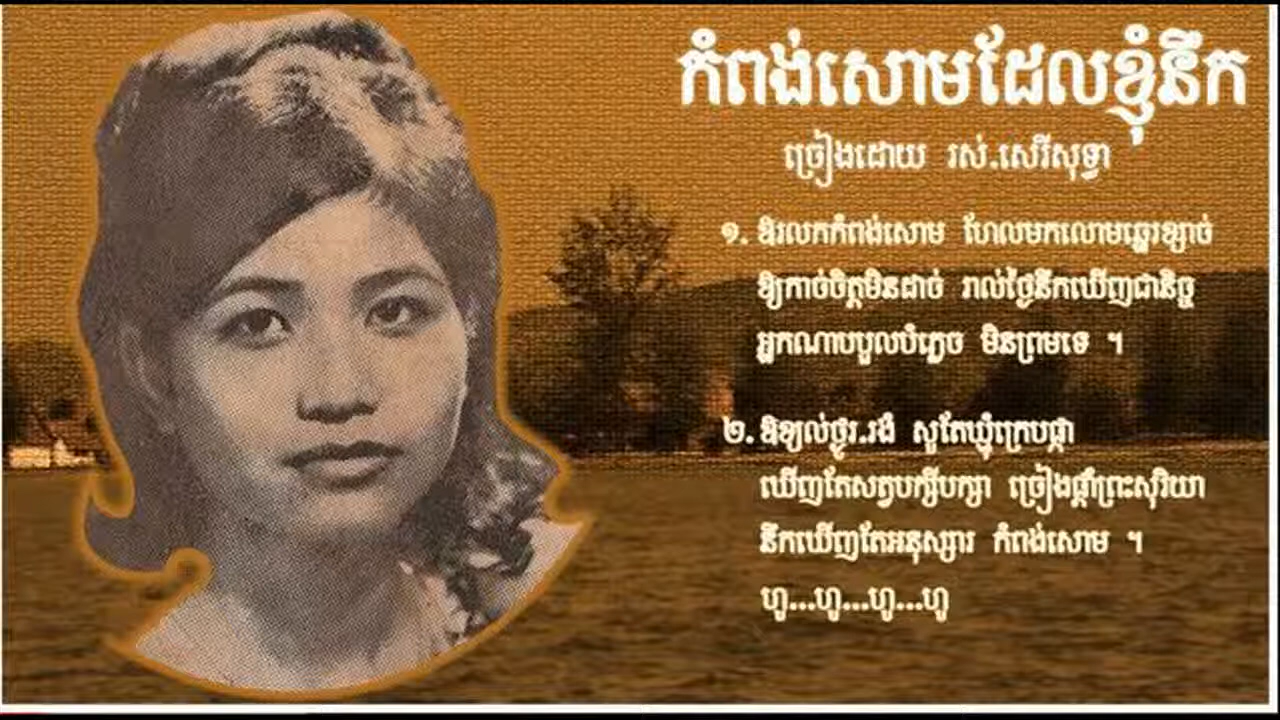 កំពង់សោមដែលខ្ញុំនឹក
ច្រៀងដោយ រស់.សេរីសុទ្ធា
១. ឱរលកកំពង់សោម ហែលមកលោមឆ្នេរខ្សាច់
ឱ្យកាច់ចិត្តមិនដាច់ រាល់ថ្ងៃនឹកឃើញជានិច្ច
អ្នកណាបបួលបំភ្លេច មិនព្រមទេ ។
២. ឱខ្យល់ថ្ងូរ.រងំ សូតែឃ្មុំក្រេបផ្កា
ឃើញតែសត្វបក្សីបក្សា ច្រៀងផ្តាំព្រះសុរិយា
នឹកឃើញតែអនុស្សារ កំពង់សោម ។
ហូ...ហូ...ហូ...ហូ